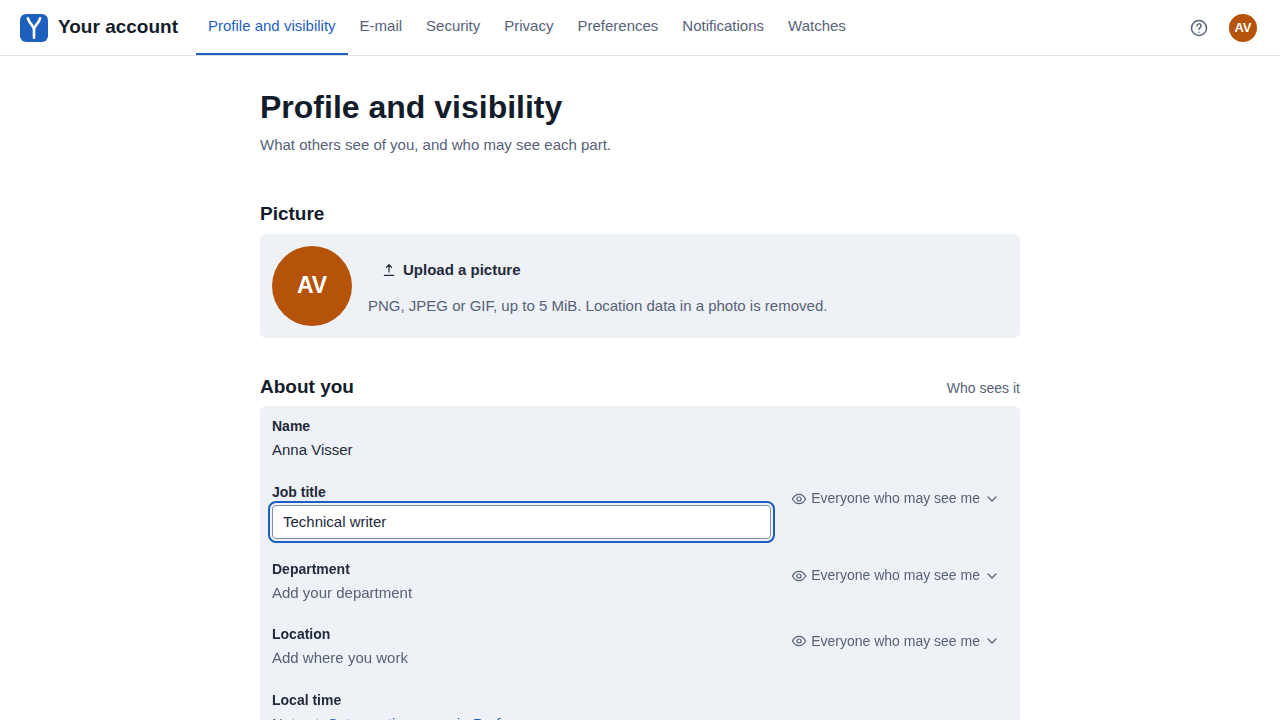 Your account
Profile and visibility
E-mail
Security
Privacy
Preferences
Notifications
Watches
AV
Profile and visibility
What others see of you, and who may see each part.
Picture
AV
Upload a picture
PNG, JPEG or GIF, up to 5 MiB. Location data in a photo is removed.
About you
Who sees it
Name
Anna Visser
Job title
Everyone who may see me
Technical writer
Department
Everyone who may see me
Add your department
Location
Everyone who may see me
Add where you work
Local time